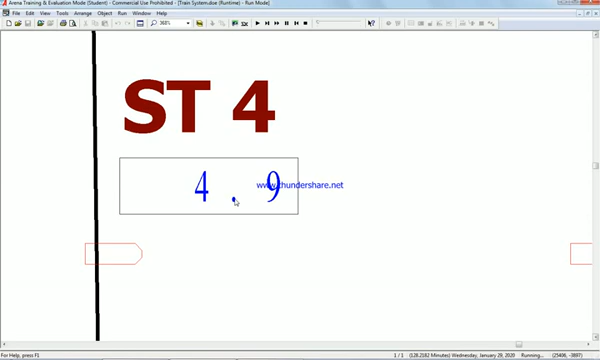 Arena Training & Evaluation Mode (Student) - Commercial Use Prohibited - [Train System.doe (Runtime) - Run Mode]
File Edit View Tools Arrange Object Run Window Help
368%
ST 4
4 . 9
www.thundershare.net
For Help, press F1
1 / 1 (128.2182 Minutes) Wednesday, January 29, 2020 Running... (25406, -3897)